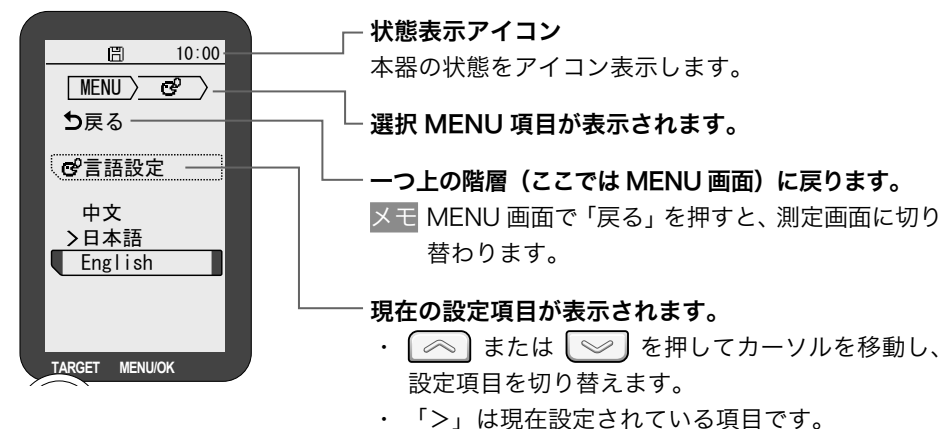 10:00
MENU
戻る
言語設定
中文
>日本語
English
TARGET MENU/OK
状態表示アイコン
本器の状態をアイコン表示します。
選択 MENU 項目が表示されます。
一つ上の階層（ここでは MENU 画面）に戻ります。
メモ MENU 画面で「戻る」を押すと、測定画面に切り
替わります。
現在の設定項目が表示されます。
・ または を押してカーソルを移動し、
設定項目を切り替えます。
・ 「>」は現在設定されている項目です。